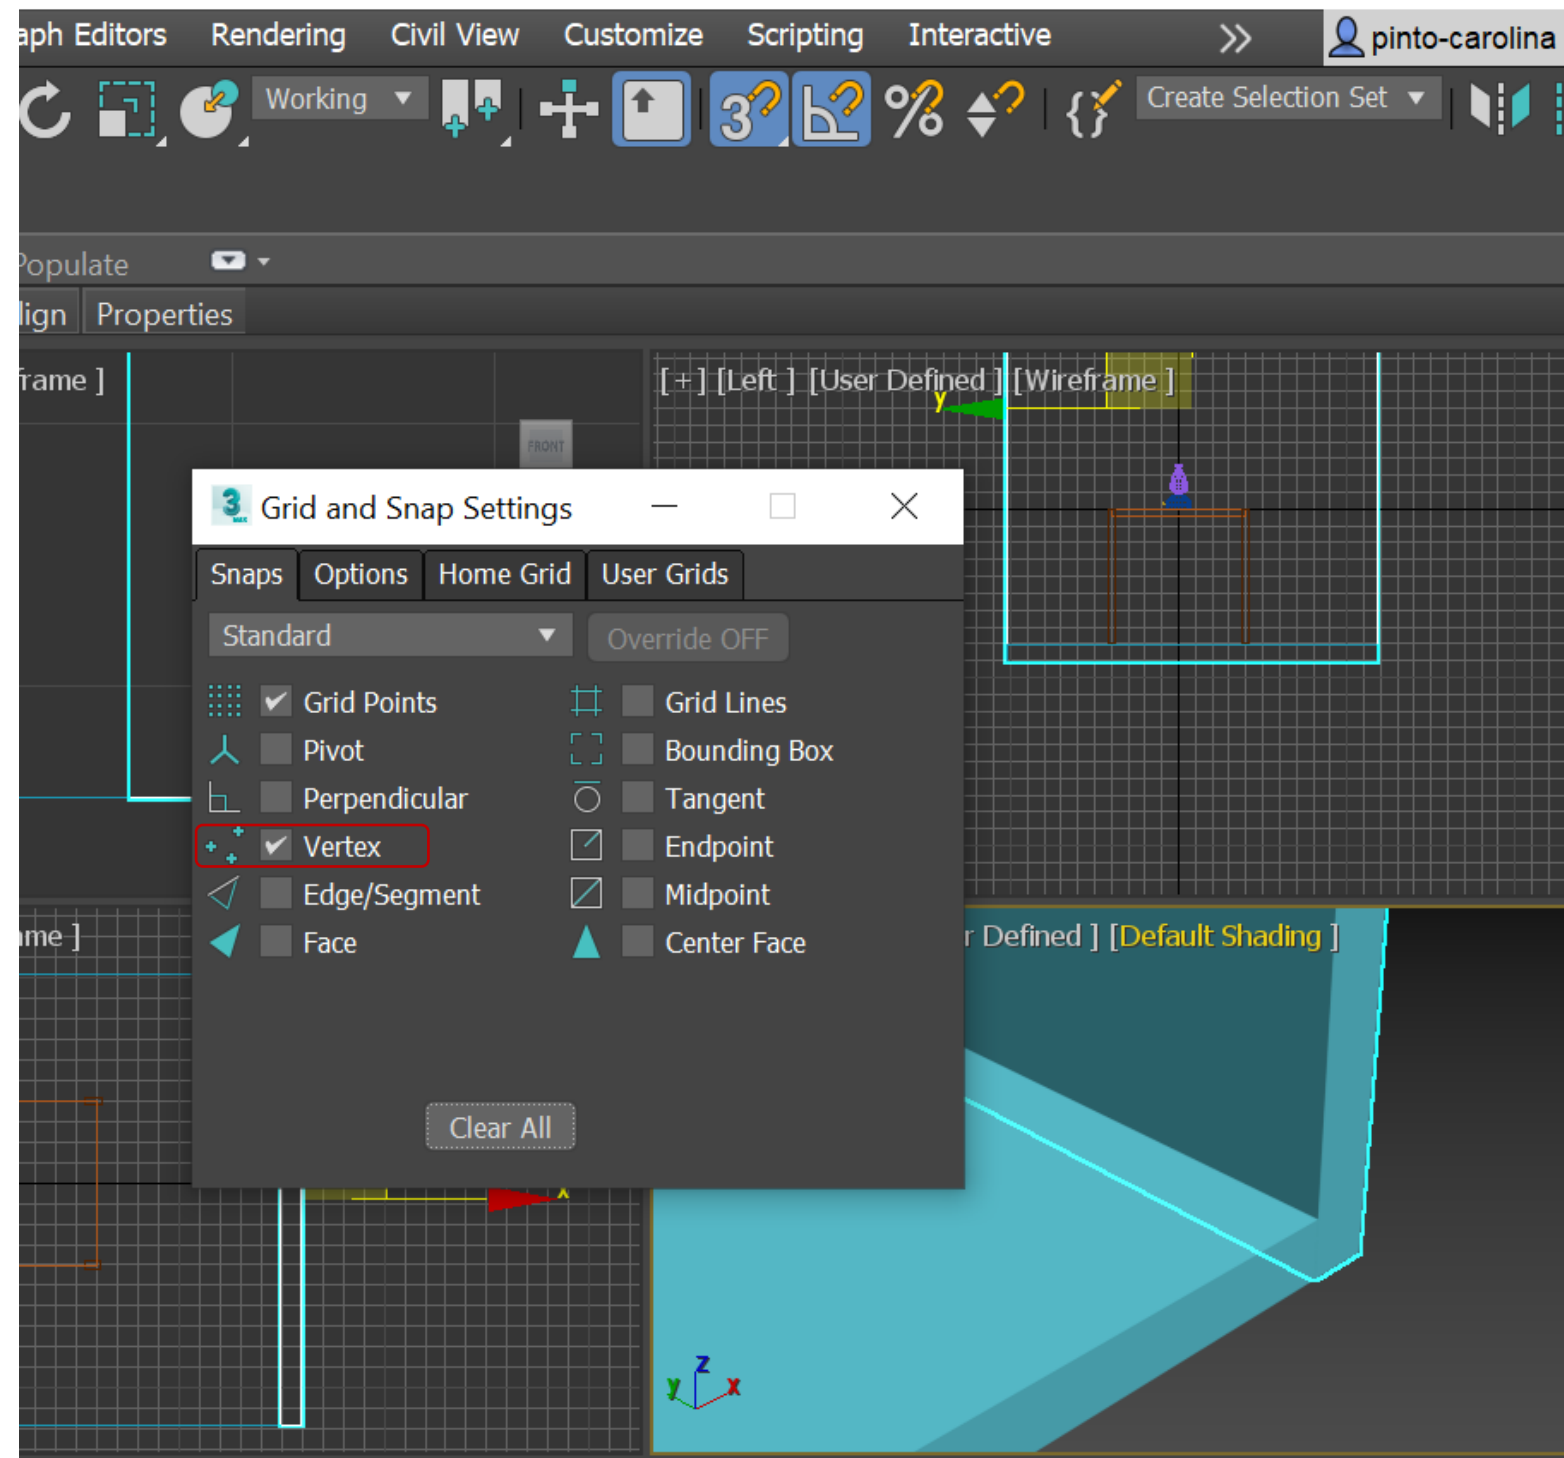 aph Editors Rendering Civil View Customize Scripting Interactive pinto-carolina
Working Create Selection Set
Populate
lign Properties
rame ]
[ + ] [Left ] [User Defined ] [Wireframe ]
y
FRONT
3 Grid and Snap Settings
Snaps Options Home Grid User Grids
Standard Override OFF
Grid Points Grid Lines
Pivot Bounding Box
Perpendicular Tangent
Vertex Endpoint
Edge/Segment Midpoint
Face Center Face
me ] r Defined ] [Default Shading ]
Clear All
x
z
y x